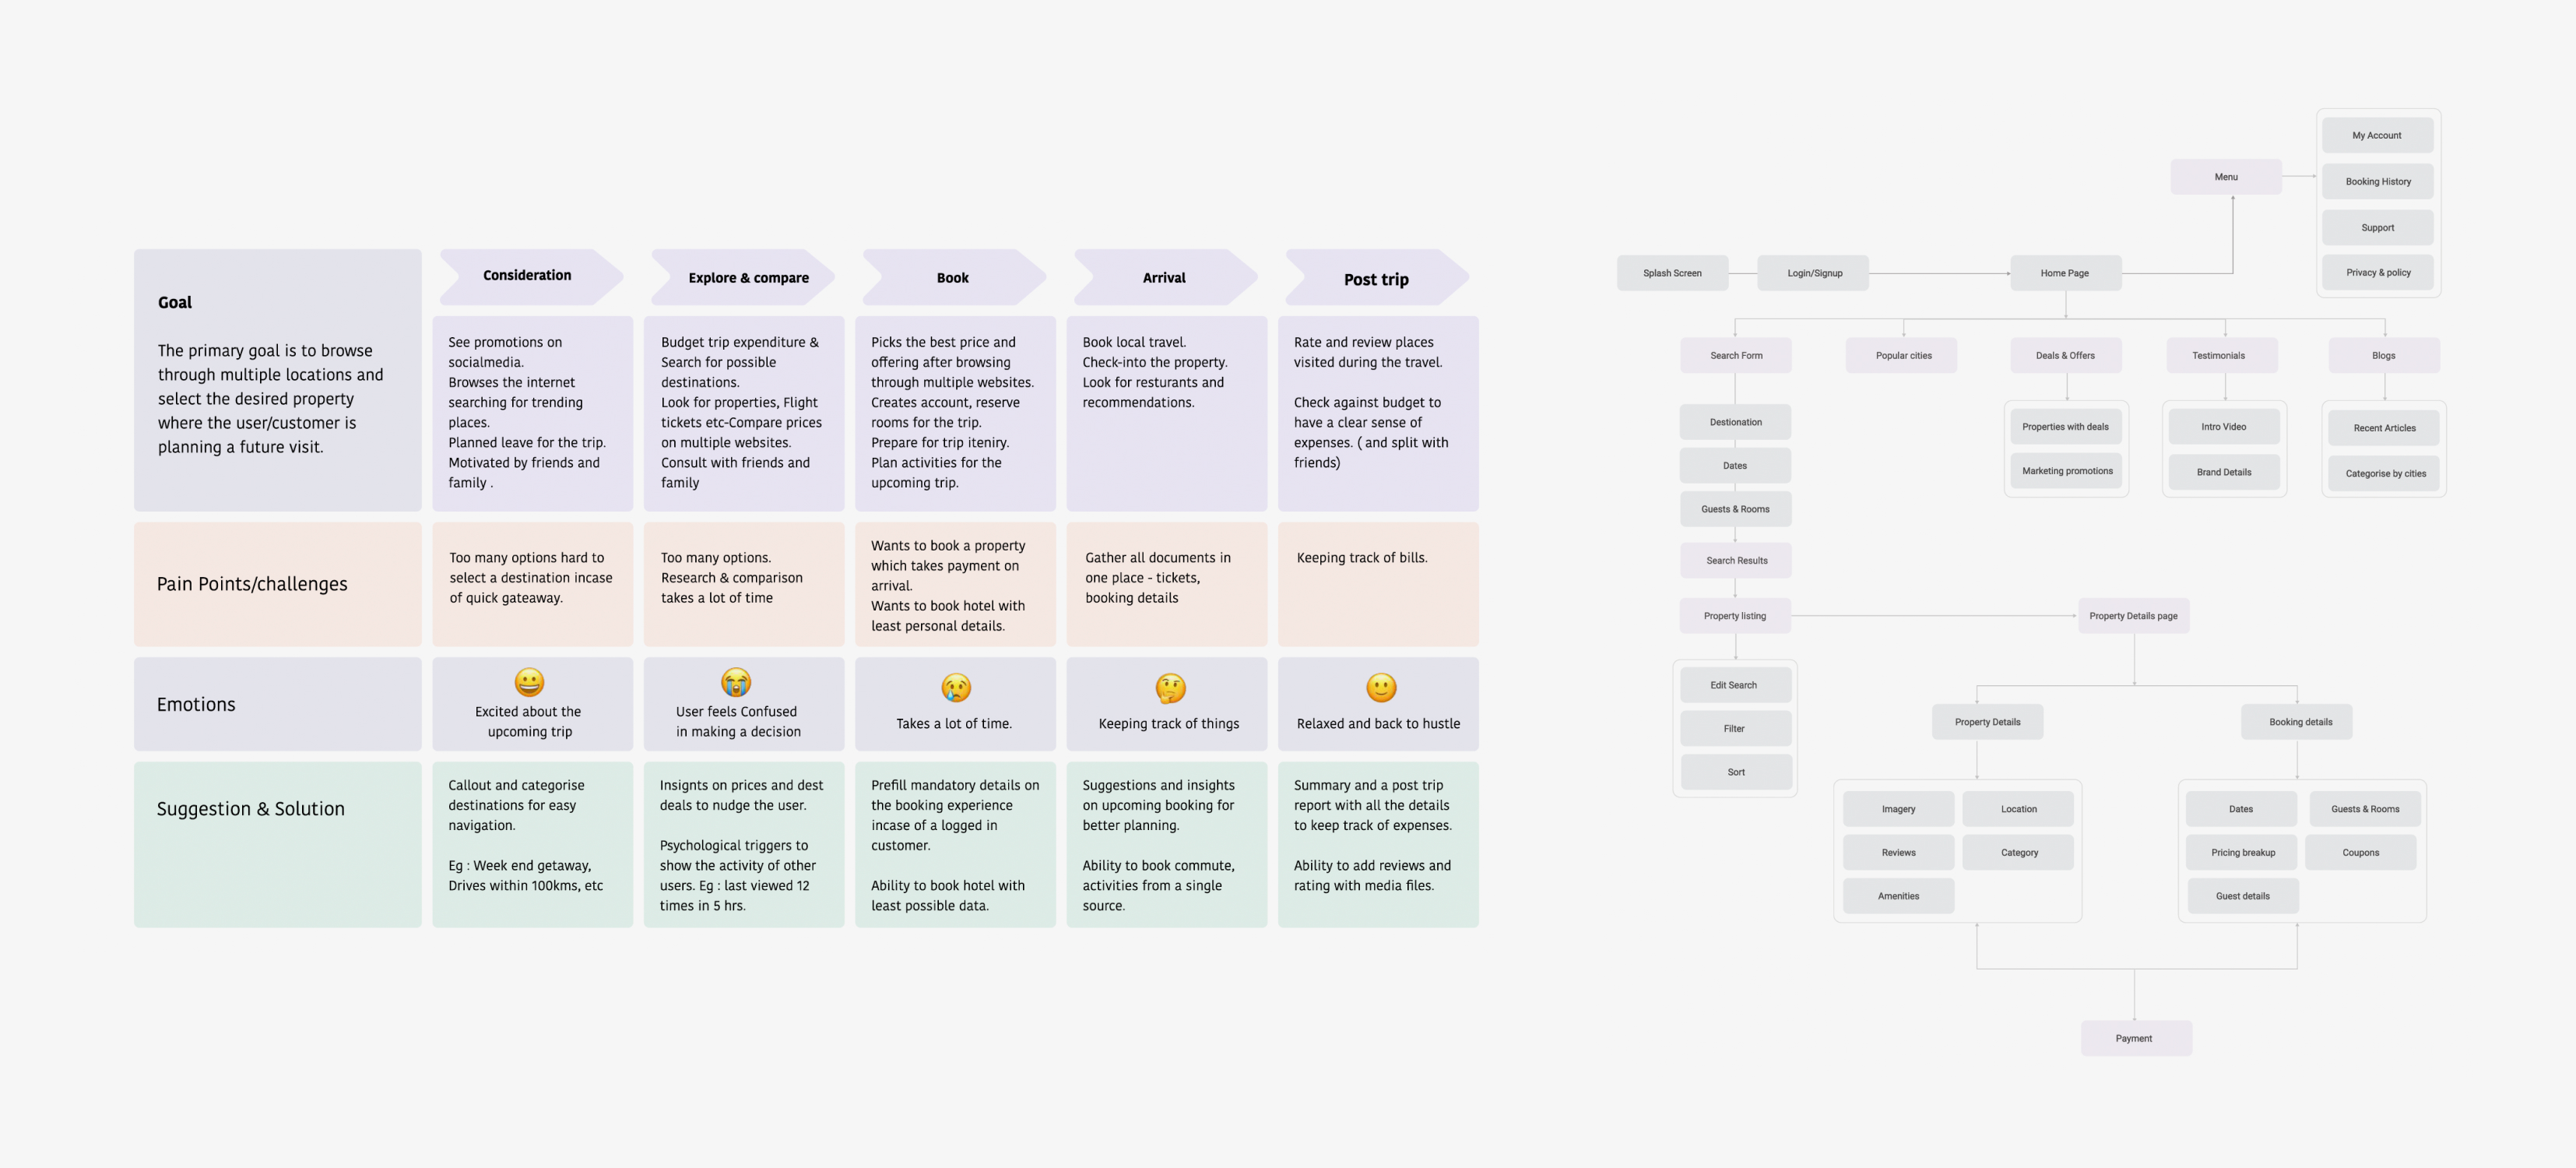 Goal
The primary goal is to browse
through multiple locations and
select the desired property
where the user/customer is
planning a future visit.
Consideration
Explore & compare
Book
Arrival
Post trip
See promotions on
socialmedia.
Browses the internet
searching for trending
places.
Planned leave for the trip.
Motivated by friends and
family .
Budget trip expenditure &
Search for possible
destinations.
Look for properties, Flight
tickets etc-Compare prices
on multiple websites.
Consult with friends and
family
Picks the best price and
offering after browsing
through multiple websites.
Creates account, reserve
rooms for the trip.
Prepare for trip iteniry.
Plan activities for the
upcoming trip.
Book local travel.
Check-into the property.
Look for resturants and
recommendations.
Rate and review places
visited during the travel.
Check against budget to
have a clear sense of
expenses. ( and split with
friends)
Pain Points/challenges
Too many options hard to
select a destination incase
of quick gateaway.
Too many options.
Research & comparison
takes a lot of time
Wants to book a property
which takes payment on
arrival.
Wants to book hotel with
least personal details.
Gather all documents in
one place - tickets,
booking details
Keeping track of bills.
Emotions
Excited about the
upcoming trip
User feels Confused
in making a decision
Takes a lot of time.
Keeping track of things
Relaxed and back to hustle
Suggestion & Solution
Callout and categorise
destinations for easy
navigation.
Eg : Week end getaway,
Drives within 100kms, etc
Insignts on prices and dest
deals to nudge the user.
Psychological triggers to
show the activity of other
users. Eg : last viewed 12
times in 5 hrs.
Prefill mandatory details on
the booking experience
incase of a logged in
customer.
Ability to book hotel with
least possible data.
Suggestions and insights
on upcoming booking for
better planning.
Ability to book commute,
activities from a single
source.
Summary and a post trip
report with all the details
to keep track of expenses.
Ability to add reviews and
rating with media files.
Splash Screen
Login/Signup
Home Page
Menu
My Account
Booking History
Support
Privacy & policy
Search Form
Popular cities
Deals & Offers
Testimonials
Blogs
Destionation
Dates
Guests & Rooms
Properties with deals
Marketing promotions
Intro Video
Brand Details
Recent Articles
Categorise by cities
Search Results
Property listing
Property Details page
Edit Search
Filter
Sort
Property Details
Booking details
Imagery
Location
Reviews
Category
Amenities
Dates
Guests & Rooms
Pricing breakup
Coupons
Guest details
Payment